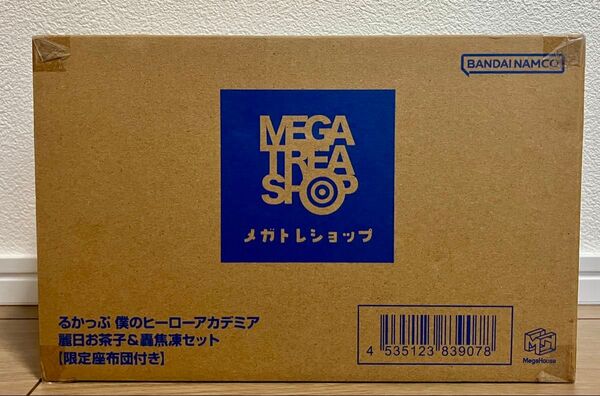 BANDAI NAMCO
MEGA
TREA
SHOP
メガトレショップ
るかっぷ 僕のヒーローアカデミア
麗日お茶子&轟焦凍セット
【限定座布団付き】
4 535123 839078
MegaHouse